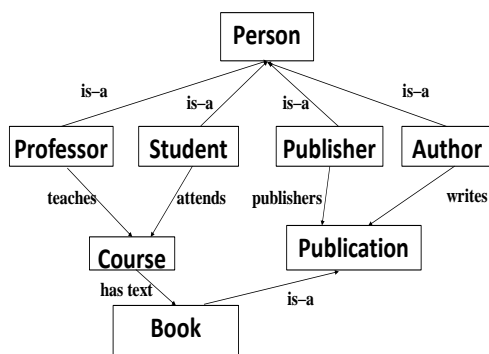 Person
is–a
is–a
is–a
is–a
Professor
Student
Publisher
Author
teaches
attends
publishers
writes
Course
Publication
has text
is–a
Book